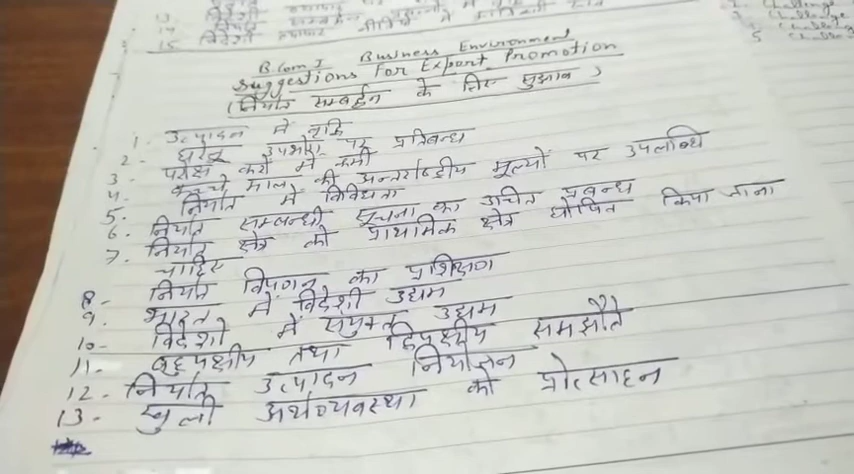 15. विदेशी व्यापार
B.Com I Business Environment
Suggestions For Export Promotion
(निर्यात सम्बर्द्धन के लिए सुझाव)
1. उत्पादन में वृद्धि
2- घरेलू उपभोग पर प्रतिबन्ध
3- परोक्ष करों में कमी
4. कच्चे माल की अन्तर्राष्ट्रीय मूल्यों पर उपलब्धि
5. निर्यात में विविधता
6. निर्यात सम्बन्धी सूचना का उचित प्रबन्ध
7. निर्यात क्षेत्र को प्राथमिक क्षेत्र घोषित किया जाना
चाहिए
8- निर्यात विपणन का प्रशिक्षण
9. भारत में विदेशी उद्यम
10- विदेशो में संयुक्त उद्यम
11. बहुपक्षीय तथा द्विपक्षीय समझौते
12- निर्यात उत्पादन नियोजन
13- खुली अर्थव्यवस्था को प्रोत्साहन